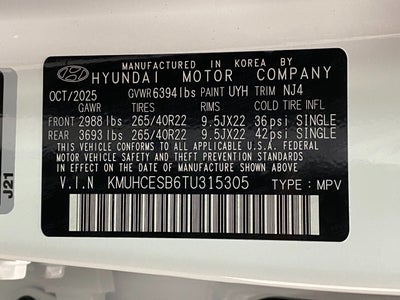 MANUFACTURED IN KOREA BY
HYUNDAI MOTOR COMPANY
OCT/2025 GVWR 6394 lbs PAINT UYH TRIM NJ4
GAWR TIRES RIMS COLD TIRE INFL
FRONT 2988 lbs 265/40R22 9.5JX22 36 psi SINGLE
REAR 3693 lbs 265/40R22 9.5JX22 42 psi SINGLE
THIS VEHICLE CONFORMS TO ALL APPLICABLE U.S.A. FEDERAL
MOTOR VEHICLE SAFETY AND THEFT PREVENTION STANDARDS
IN EFFECT ON THE DATE OF MANUFACTURE SHOWN ABOVE.
V.I.N KMUHCESB6TU315305 TYPE : MPV
J21